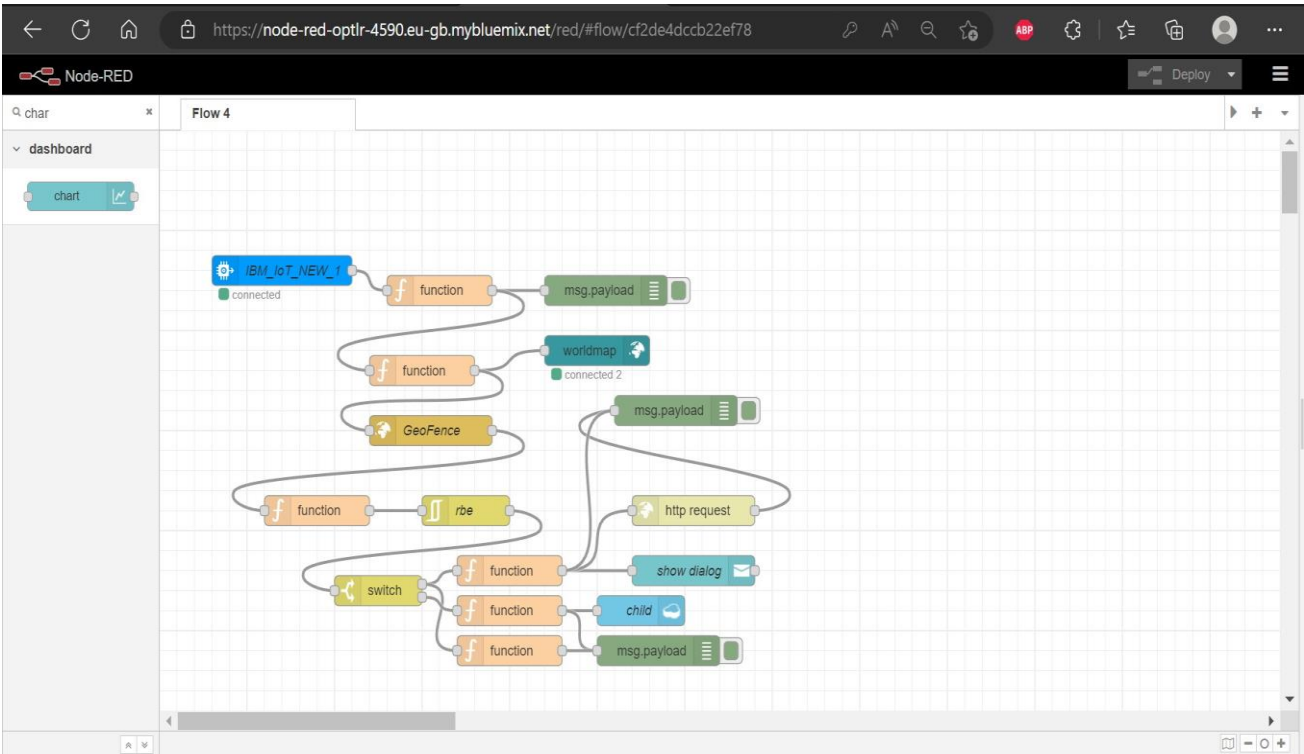 https://node-red-optlr-4590.eu-gb.mybluemix.net/red/#flow/cf2de4dccb22ef78
ABP
Node-RED
Deploy
char
Flow 4
dashboard
chart
IBM_IoT_NEW_1
connected
function
msg.payload
function
worldmap
connected 2
msg.payload
GeoFence
function
rbe
http request
function
show dialog
switch
function
child
function
msg.payload